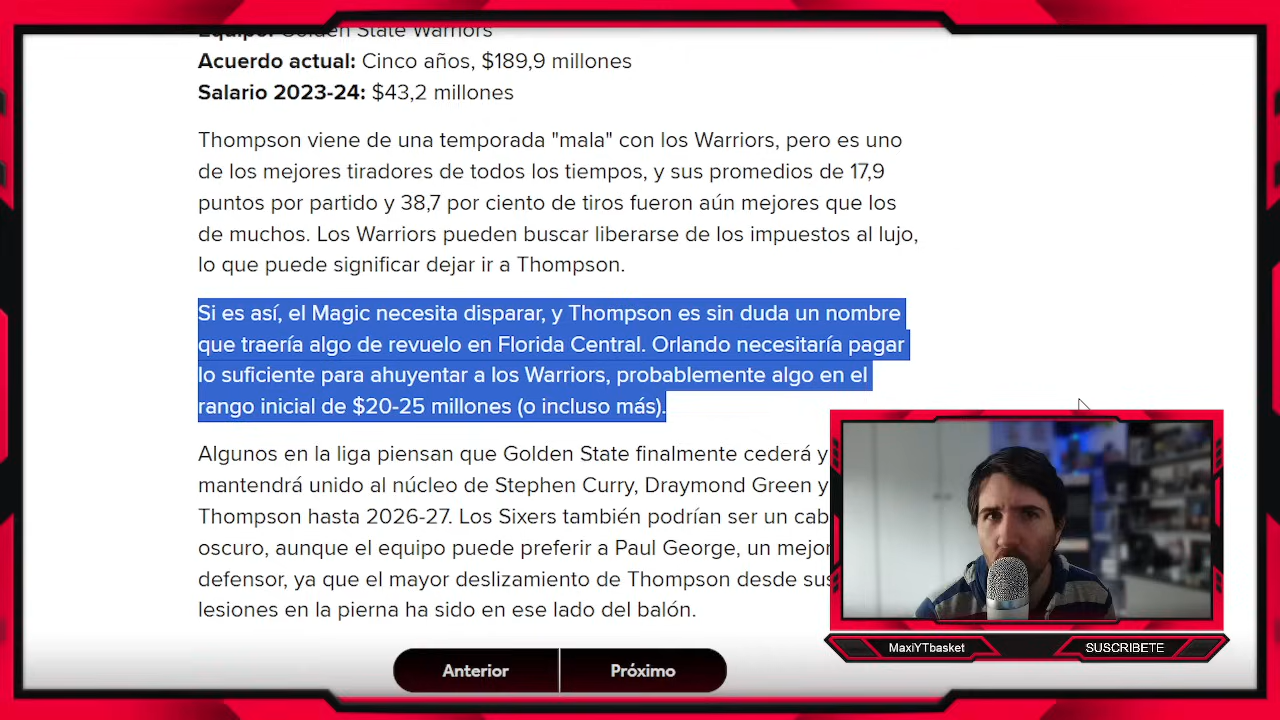 Equipo: Golden State Warriors
Acuerdo actual: Cinco años, $189,9 millones
Salario 2023-24: $43,2 millones
Thompson viene de una temporada "mala" con los Warriors, pero es uno
de los mejores tiradores de todos los tiempos, y sus promedios de 17,9
puntos por partido y 38,7 por ciento de tiros fueron aún mejores que los
de muchos. Los Warriors pueden buscar liberarse de los impuestos al lujo,
lo que puede significar dejar ir a Thompson.
Si es así, el Magic necesita disparar, y Thompson es sin duda un nombre
que traería algo de revuelo en Florida Central. Orlando necesitaría pagar
lo suficiente para ahuyentar a los Warriors, probablemente algo en el
rango inicial de $20-25 millones (o incluso más).
Algunos en la liga piensan que Golden State finalmente cederá y
mantendrá unido al núcleo de Stephen Curry, Draymond Green y
Thompson hasta 2026-27. Los Sixers también podrían ser un cab
oscuro, aunque el equipo puede preferir a Paul George, un mejor
defensor, ya que el mayor deslizamiento de Thompson desde sus
lesiones en la pierna ha sido en ese lado del balón.
MaxiYTbasket SUSCRIBETE
Anterior Próximo